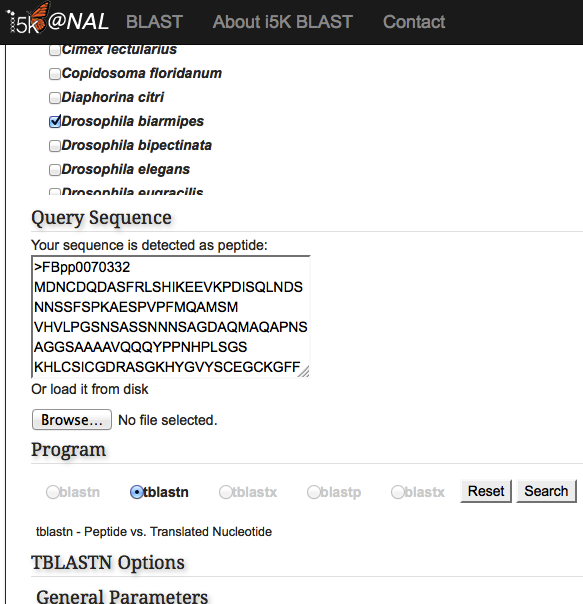 i5k@NAL BLAST About i5K BLAST Contact
Cimex lectularius
Copidosoma floridanum
Diaphorina citri
Drosophila biarmipes
Drosophila bipectinata
Drosophila elegans
Drosophila eugracilis
Query Sequence
Your sequence is detected as peptide:
>FBpp0070332
MDNCDQDASFRLSHIKEEVKPDISQLNDS
NNSSFSPKAESPVPFMQAMSM
VHVLPGSNSASSNNNSAGDAQMAQAPNS
AGGSAAAAVQQQYPPNHPLSGS
KHLCSICGDRASGKHYGVYSCEGCKGFF
Or load it from disk
Browse... No file selected.
Program
blastn tblastn tblastx blastp blastx Reset Search
tblastn - Peptide vs. Translated Nucleotide
TBLASTN Options
General Parameters